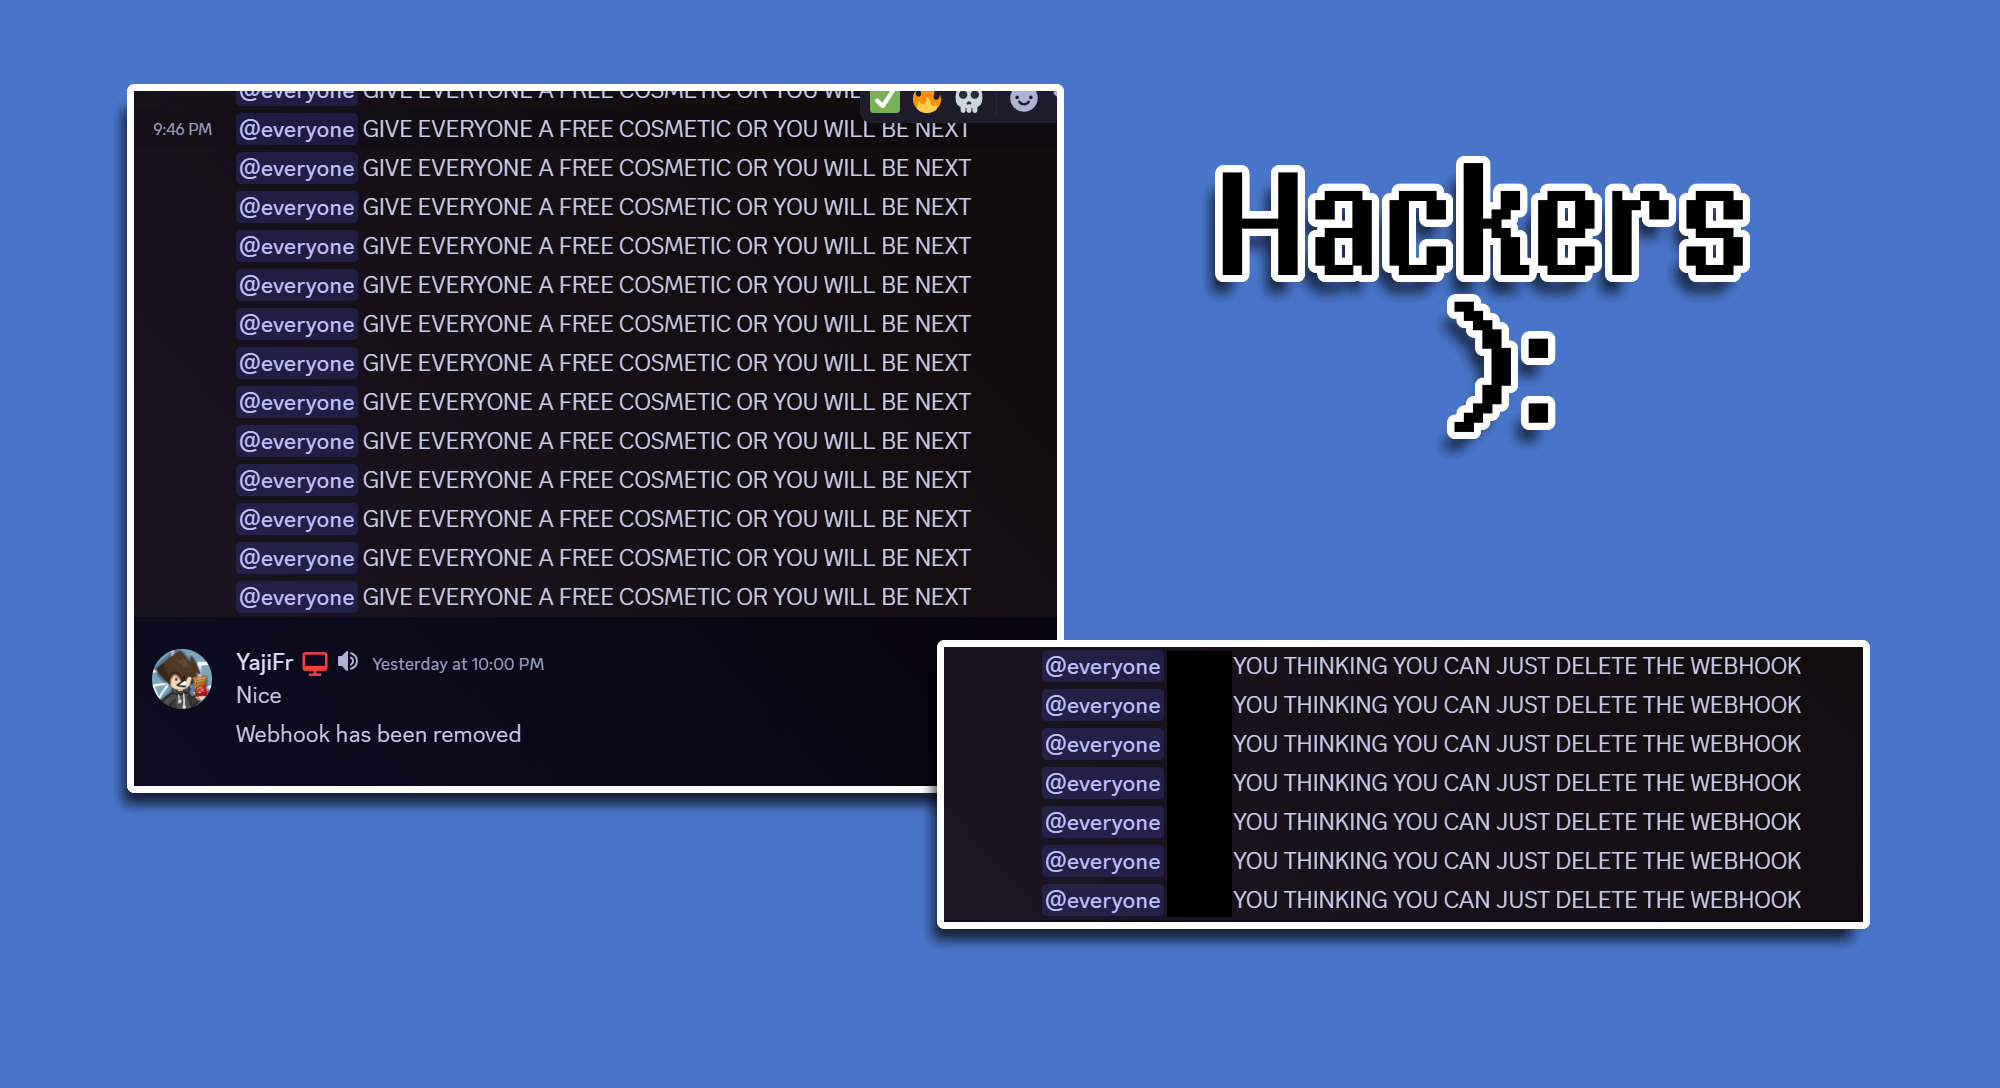 @everyone GIVE EVERYONE A FREE COSMETIC OR YOU WIL
9:46 PM @everyone GIVE EVERYONE A FREE COSMETIC OR YOU WILL BE NEXT
@everyone GIVE EVERYONE A FREE COSMETIC OR YOU WILL BE NEXT
@everyone GIVE EVERYONE A FREE COSMETIC OR YOU WILL BE NEXT
@everyone GIVE EVERYONE A FREE COSMETIC OR YOU WILL BE NEXT
@everyone GIVE EVERYONE A FREE COSMETIC OR YOU WILL BE NEXT
@everyone GIVE EVERYONE A FREE COSMETIC OR YOU WILL BE NEXT
@everyone GIVE EVERYONE A FREE COSMETIC OR YOU WILL BE NEXT
@everyone GIVE EVERYONE A FREE COSMETIC OR YOU WILL BE NEXT
@everyone GIVE EVERYONE A FREE COSMETIC OR YOU WILL BE NEXT
@everyone GIVE EVERYONE A FREE COSMETIC OR YOU WILL BE NEXT
@everyone GIVE EVERYONE A FREE COSMETIC OR YOU WILL BE NEXT
@everyone GIVE EVERYONE A FREE COSMETIC OR YOU WILL BE NEXT
@everyone GIVE EVERYONE A FREE COSMETIC OR YOU WILL BE NEXT
YajiFr Yesterday at 10:00 PM
Nice
Webhook has been removed
Hackers
):
@everyone YOU THINKING YOU CAN JUST DELETE THE WEBHOOK
@everyone YOU THINKING YOU CAN JUST DELETE THE WEBHOOK
@everyone YOU THINKING YOU CAN JUST DELETE THE WEBHOOK
@everyone YOU THINKING YOU CAN JUST DELETE THE WEBHOOK
@everyone YOU THINKING YOU CAN JUST DELETE THE WEBHOOK
@everyone YOU THINKING YOU CAN JUST DELETE THE WEBHOOK
@everyone YOU THINKING YOU CAN JUST DELETE THE WEBHOOK